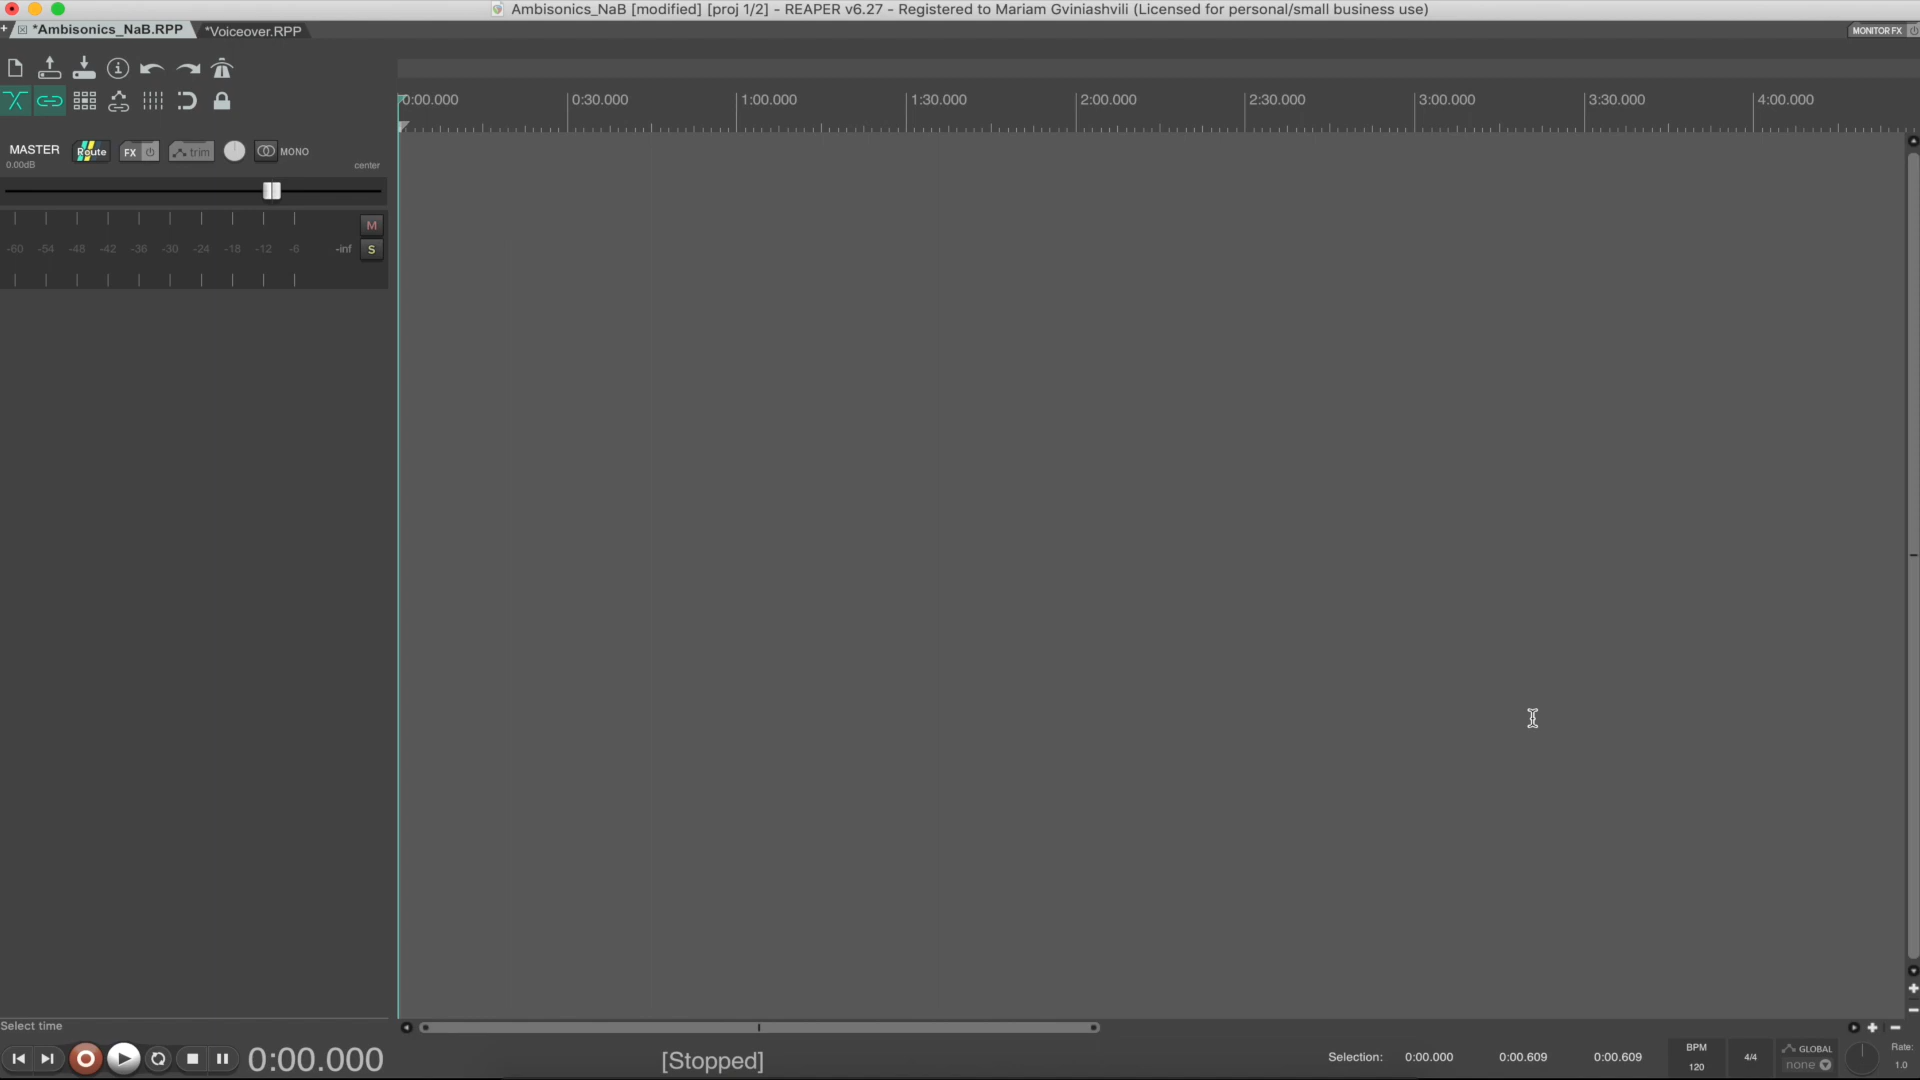 Ambisonics_NaB [modified] [proj 1/2] - REAPER v6.27 - Registered to Mariam Gviniashvili (Licensed for personal/small business use)
*Ambisonics_NaB.RPP *Voiceover.RPP MONITOR FX
0:00.000 0:30.000 1:00.000 1:30.000 2:00.000 2:30.000 3:00.000 3:30.000 4:00.000
MASTER Route FX trim MONO
0.00dB center
M
-60 -54 -48 -42 -36 -30 -24 -18 -12 -6 -inf S
Select time
0:00.000 [Stopped] Selection: 0:00.000 0:00.609 0:00.609 BPM 120 4/4 GLOBAL none Rate: 1.0